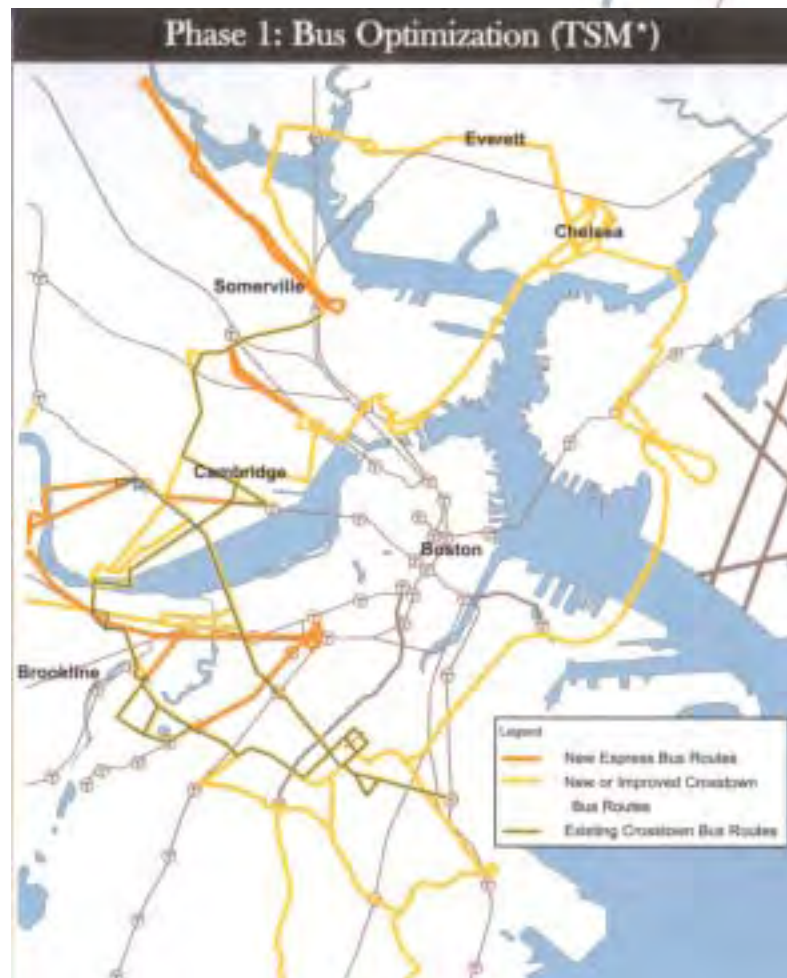 Phase 1: Bus Optimization (TSM*)
Everett
Chelsea
Somerville
Cambridge
Boston
Brookline
Legend
New Express Bus Routes
New or Improved Crosstown
Bus Routes
Existing Crosstown Bus Routes